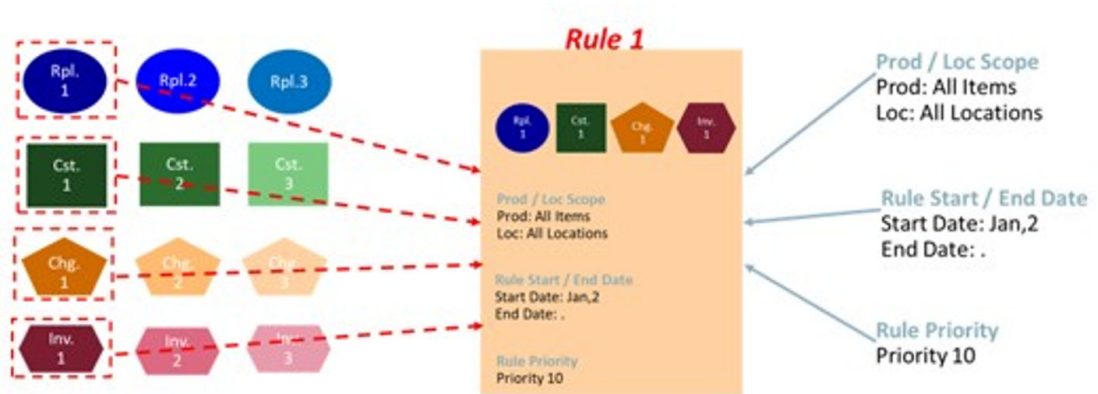 Rule 1
Rpl.
1
Rpl.2
Rpl.3
Cst.
1
Cst.
2
Cst.
3
Chg.
1
Chg.
2
Chg.
3
Inv.
1
Inv.
2
Inv.
3
Rpl.
1
Cst.
1
Chg.
1
Inv.
1
Prod / Loc Scope
Prod: All Items
Loc: All Locations
Rule Start / End Date
Start Date: Jan,2
End Date: .
Rule Priority
Priority 10
Prod / Loc Scope
Prod: All Items
Loc: All Locations
Rule Start / End Date
Start Date: Jan,2
End Date: .
Rule Priority
Priority 10